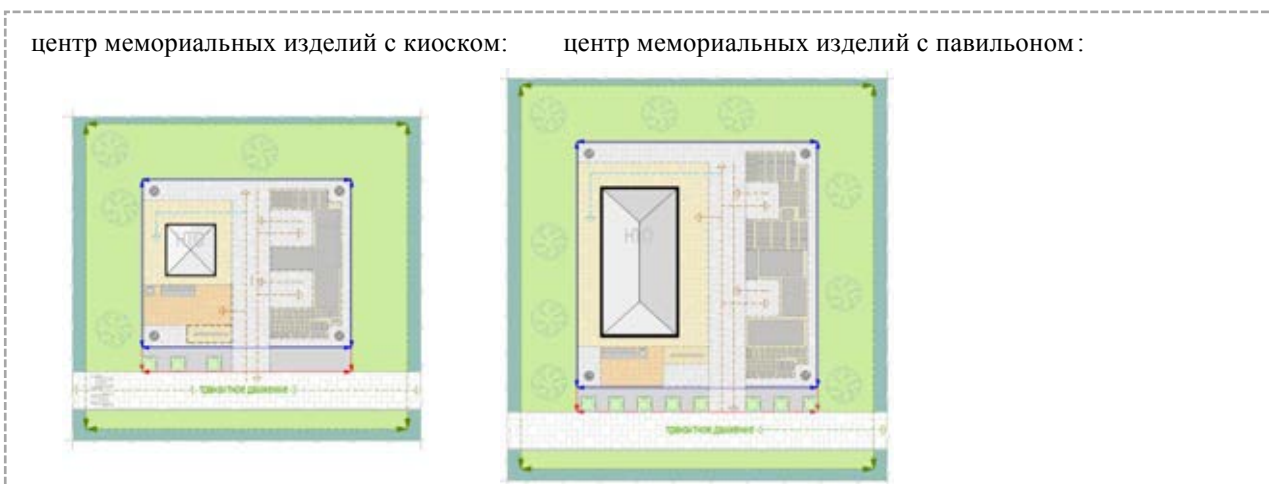 центр мемориальных изделий с киоском: центр мемориальных изделий с павильоном:
НТО
НТО
транзитное движение
транзитное движение